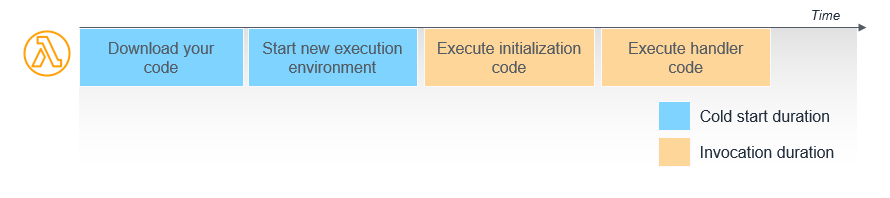 Time
Download your
code
Start new execution
environment
Execute initialization
code
Execute handler
code
Cold start duration
Invocation duration